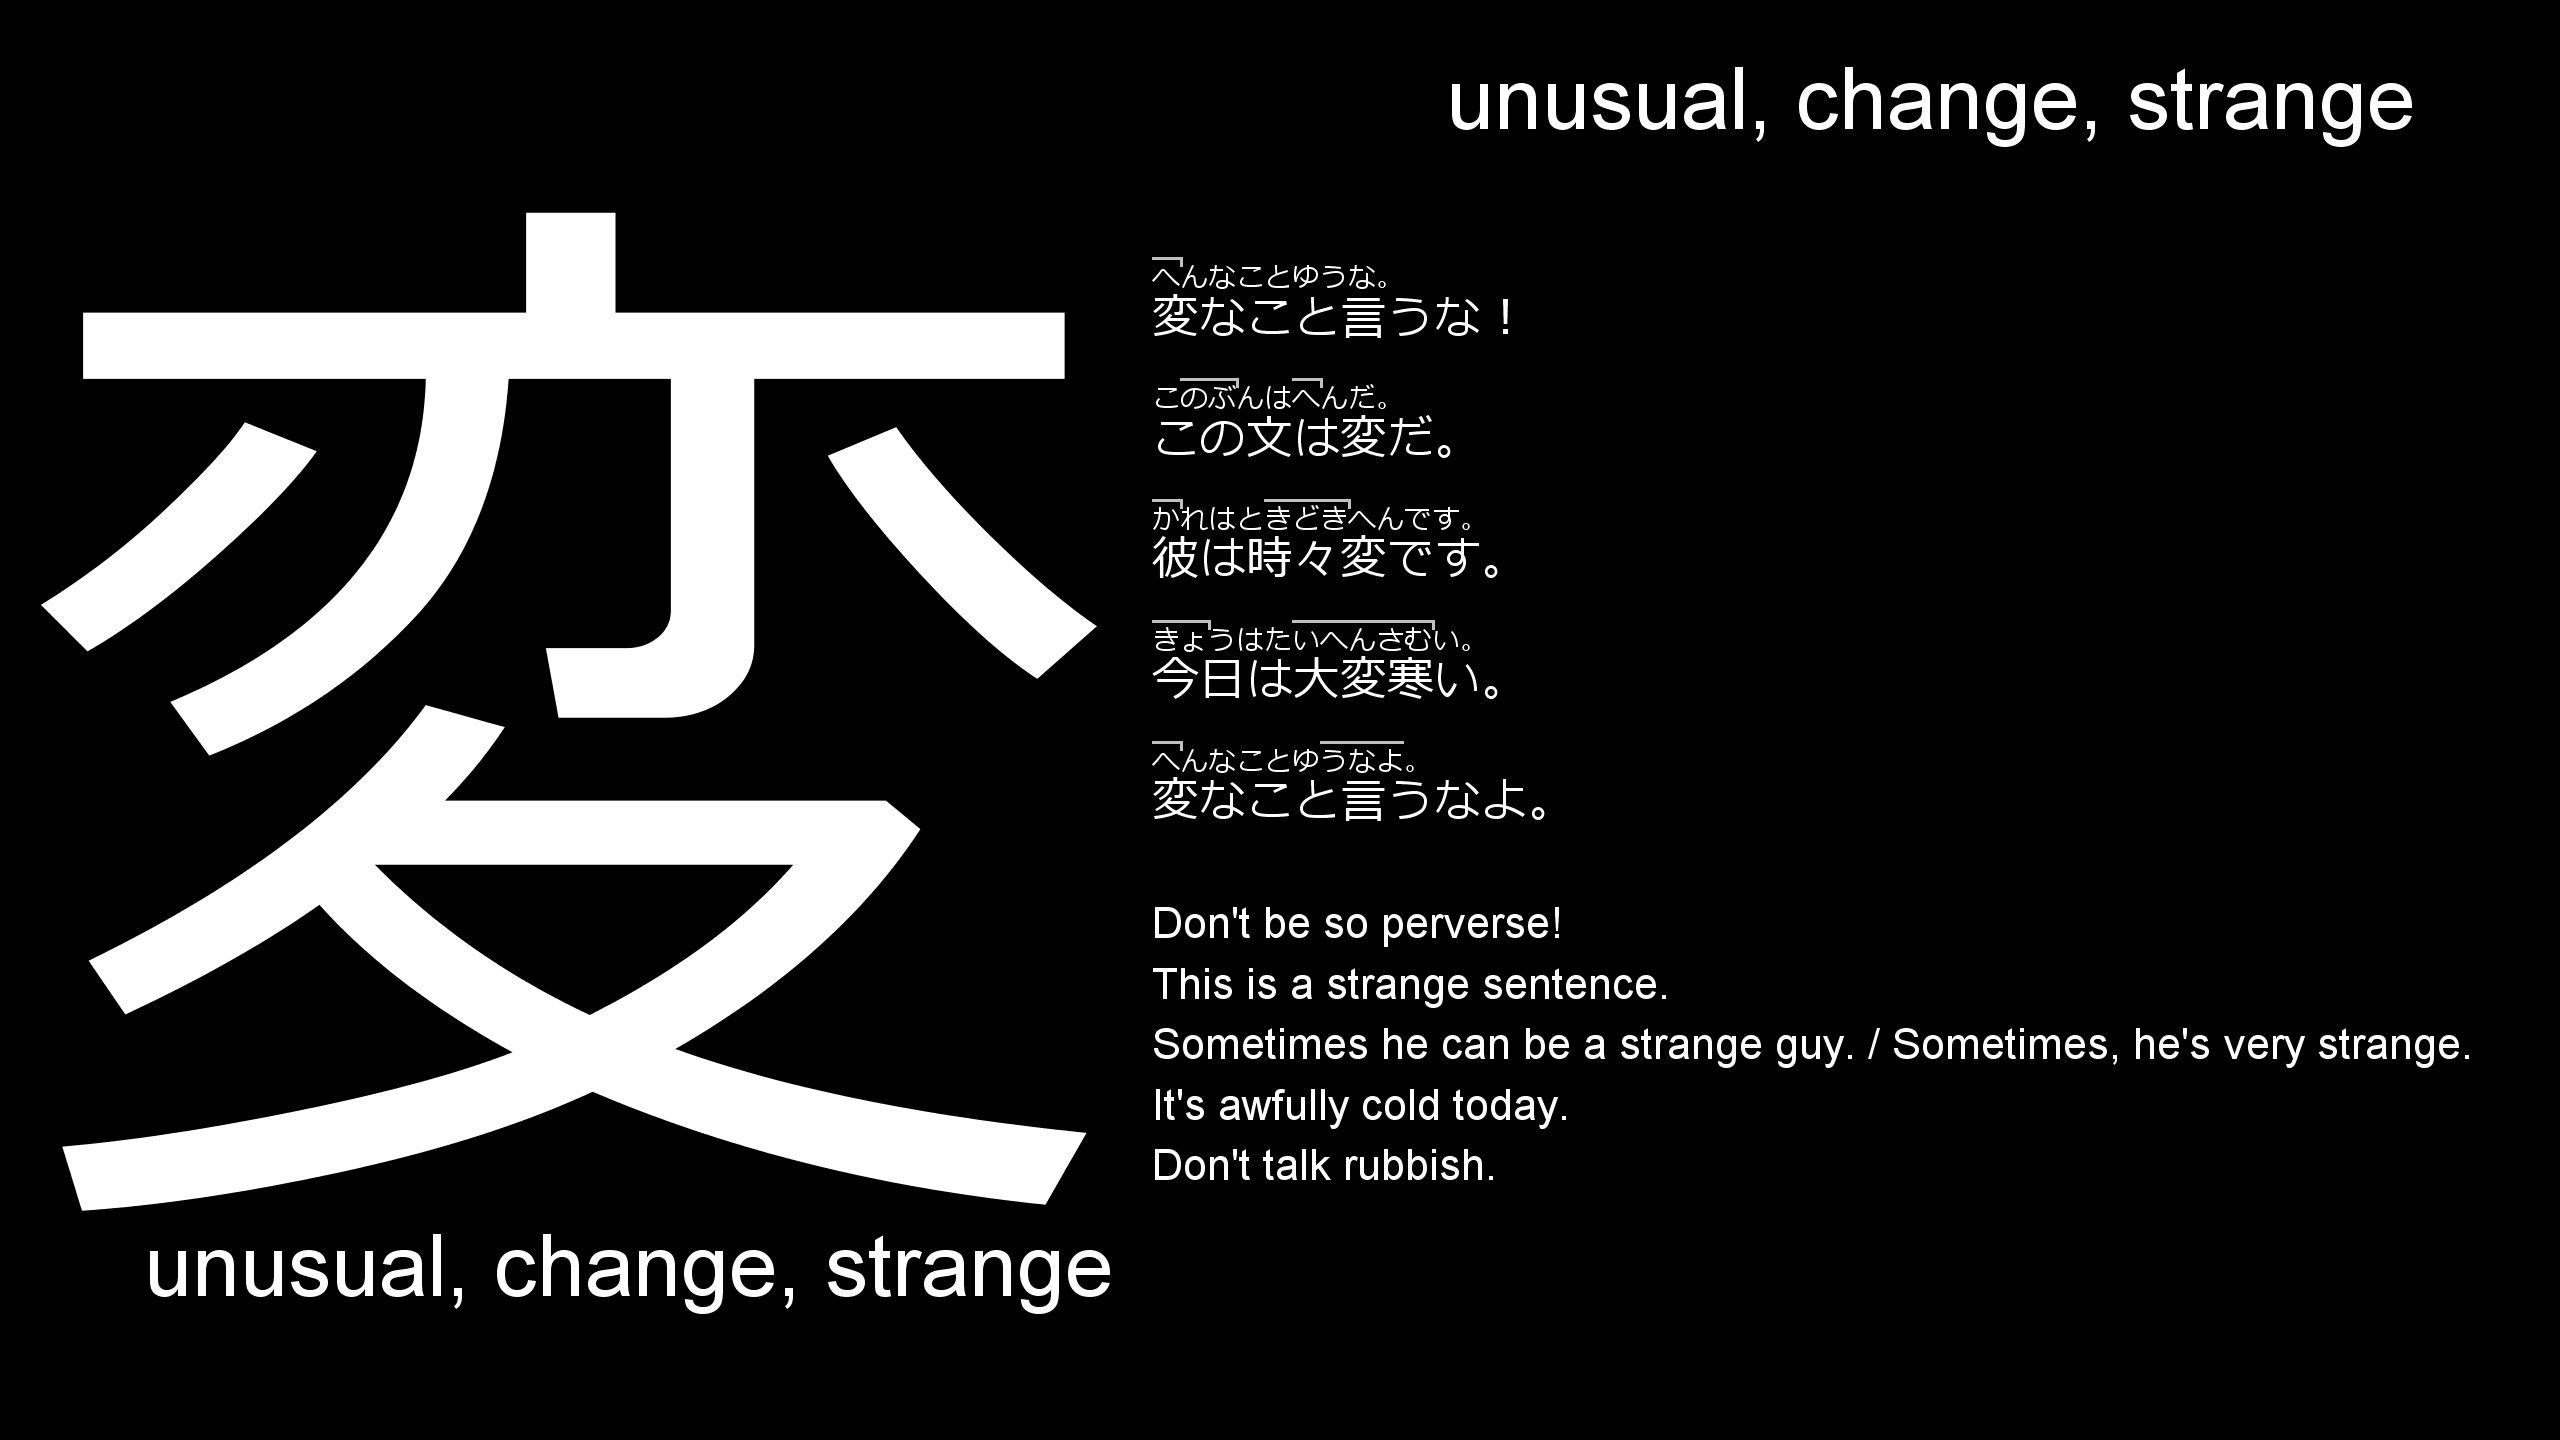 unusual, change, strange
変
へんなことゆうな。
変なこと言うな！
このぶんはへんだ。
この文は変だ。
かれはときどきへんです。
彼は時々変です。
きょうはたいへんさむい。
今日は大変寒い。
へんなことゆうなよ。
変なこと言うなよ。
Don't be so perverse!
This is a strange sentence.
Sometimes he can be a strange guy. / Sometimes, he's very strange.
It's awfully cold today.
Don't talk rubbish.
unusual, change, strange